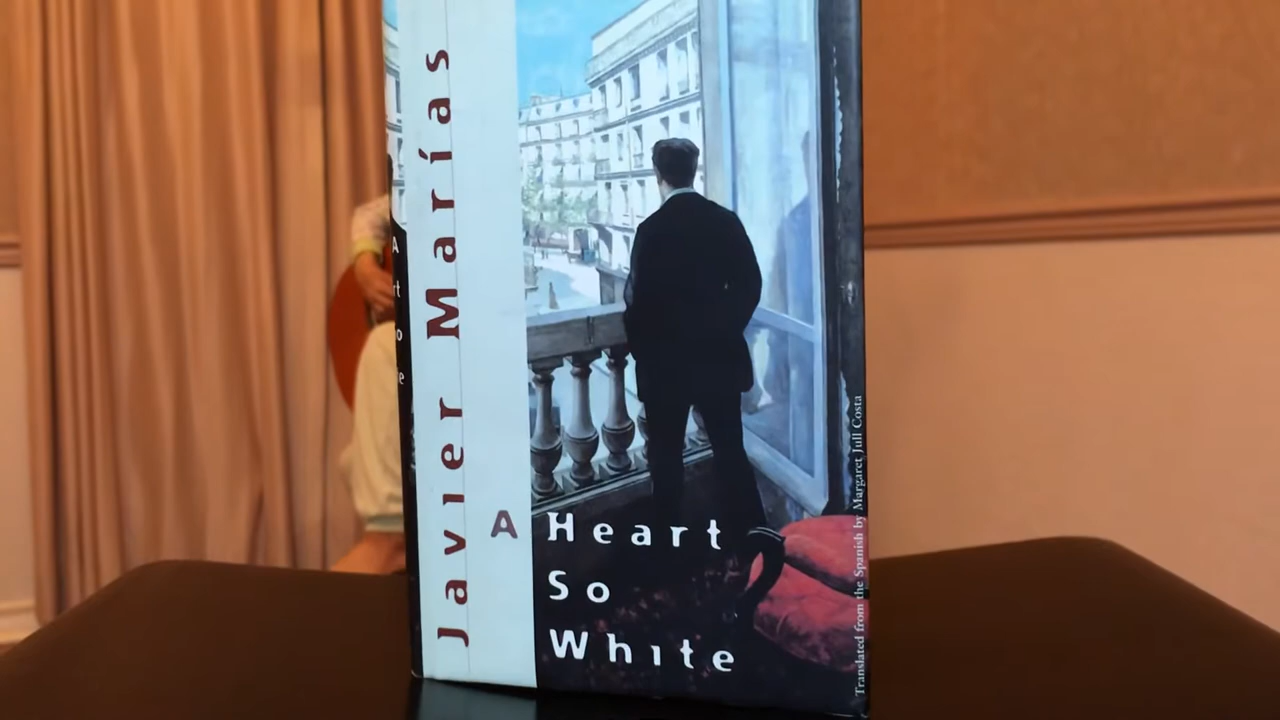 Javier Marías
A Heart
So
White
Translated from the Spanish by Margaret Jull Costa
A